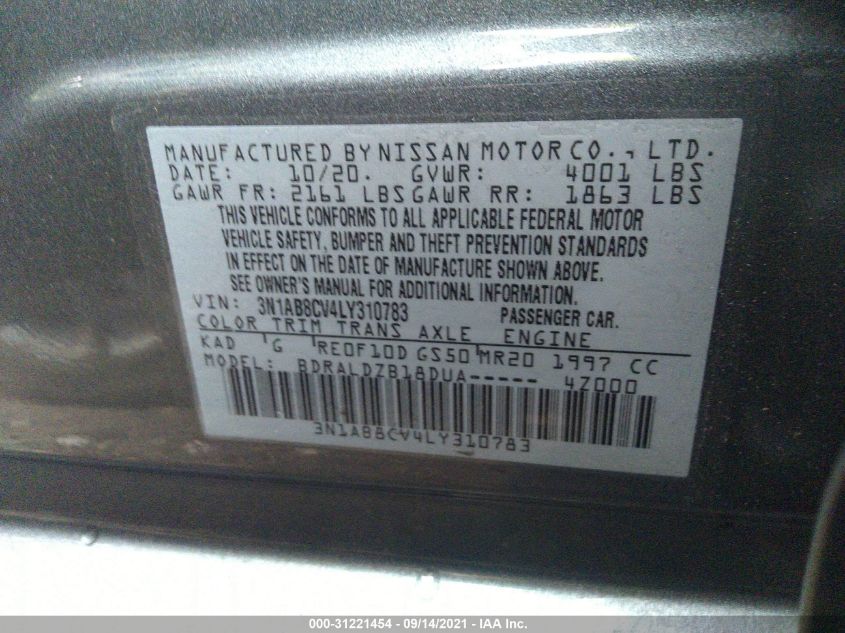 MANUFACTURED BY NISSAN MOTOR CO., LTD.
DATE: 10/20. GVWR: 4001 LBS
GAWR FR: 2161 LBS GAWR RR: 1863 LBS
THIS VEHICLE CONFORMS TO ALL APPLICABLE FEDERAL MOTOR
VEHICLE SAFETY, BUMPER AND THEFT PREVENTION STANDARDS
IN EFFECT ON THE DATE OF MANUFACTURE SHOWN ABOVE.
SEE OWNER'S MANUAL FOR ADDITIONAL INFORMATION.
VIN: 3N1AB8CV4LY310783 PASSENGER CAR.
COLOR TRIM TRANS AXLE ENGINE
KAD G RE0F10D GS50 MR20 1997 CC
MODEL: BDRALDZB18DUA----- 4Z000
3N1AB8CV4LY310783
000-31221454 - 09/14/2021 - IAA Inc.